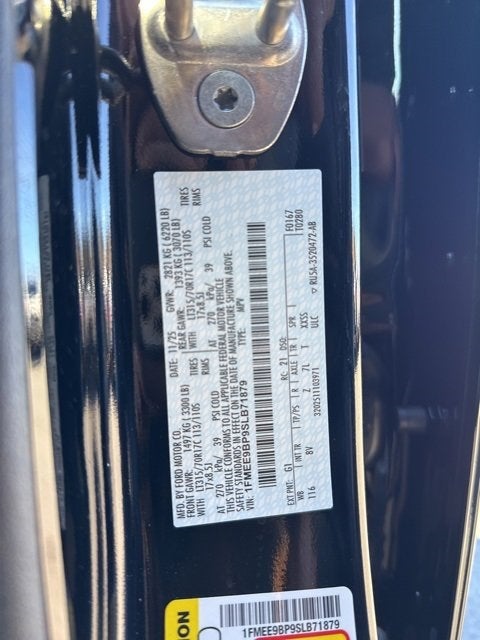 MFD. BY FORD MOTOR CO.
DATE: 11/25 GVWR: 2821 KG ( 6220 LB)
FRONT GAWR: 1497 KG ( 3300 LB) REAR GAWR: 1393 KG ( 3070 LB)
WITH LT315/70R17C 113/110S TIRES WITH LT315/70R17C 113/110S TIRES
17x8.5J RIMS 17x8.5J RIMS
AT 270 kPa/ 39 PSI COLD AT 270 kPa/ 39 PSI COLD
THIS VEHICLE CONFORMS TO ALL APPLICABLE FEDERAL MOTOR VEHICLE
SAFETY STANDARDS IN EFFECT ON THE DATE OF MANUFACTURE SHOWN ABOVE.
VIN: 1FMEE9BP9SLB71879 TYPE: MPV
F0167
T0280
EXT PNT: G1 RC: 21 DSO:
WB INT TR TP/PS R AXLE TR SPR
116 8V Z 7L T XXSS
ULC
3202511103971
▽ RU5A-3520472-AB
1FMEE9BP9SLB71879